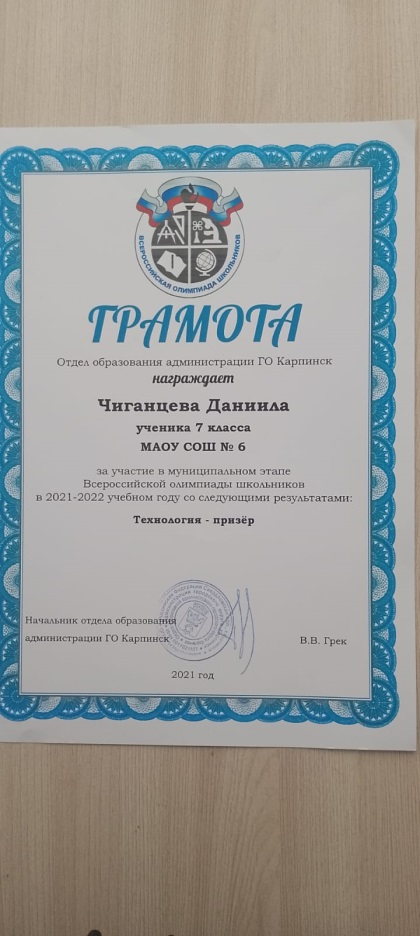 ВСЕРОССИЙСКАЯ ОЛИМПИАДА ШКОЛЬНИКОВ
ГРАМОТА
Отдел образования администрации ГО Карпинск
награждает
Чиганцева Даниила
ученика 7 класса
МАОУ СОШ № 6
за участие в муниципальном этапе
Всероссийской олимпиады школьников
в 2021-2022 учебном году со следующими результатами:
Технология - призёр
Начальник отдела образования
администрации ГО Карпинск
В.В. Грек
2021 год